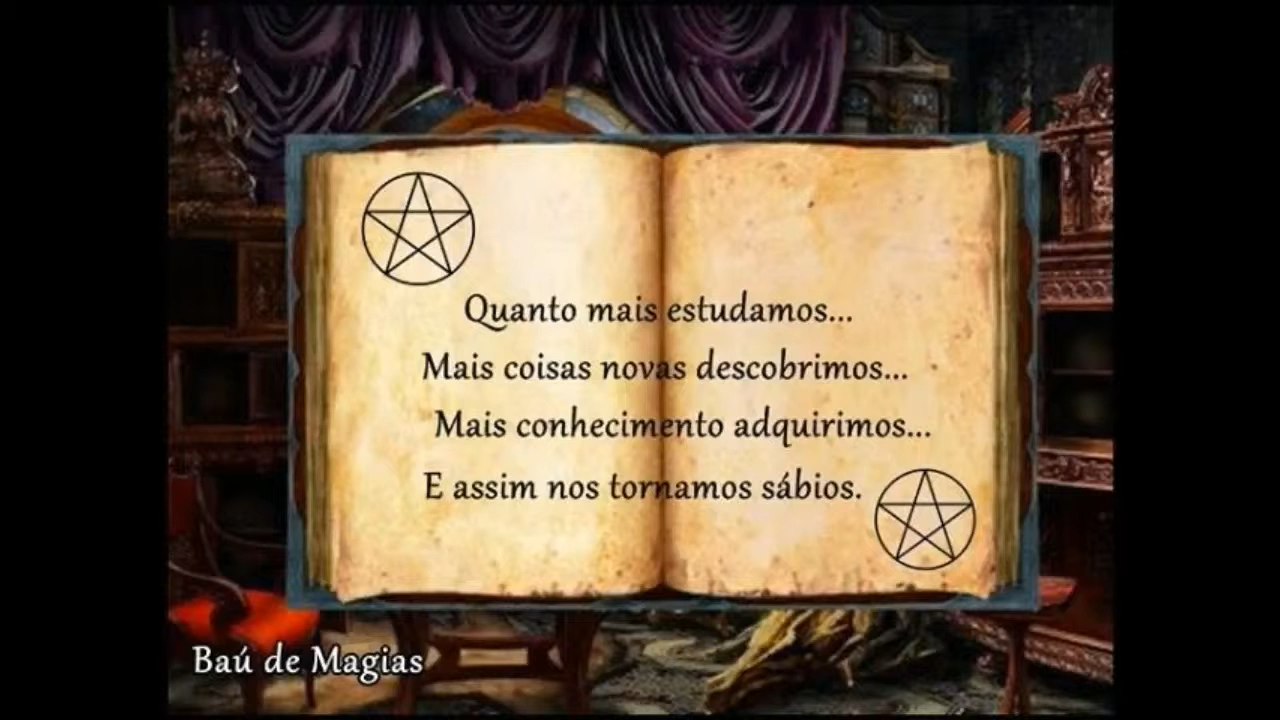 Quanto mais estudamos...
Mais coisas novas descobrimos...
Mais conhecimento adquirimos...
E assim nos tornamos sábios.
Baú de Magias